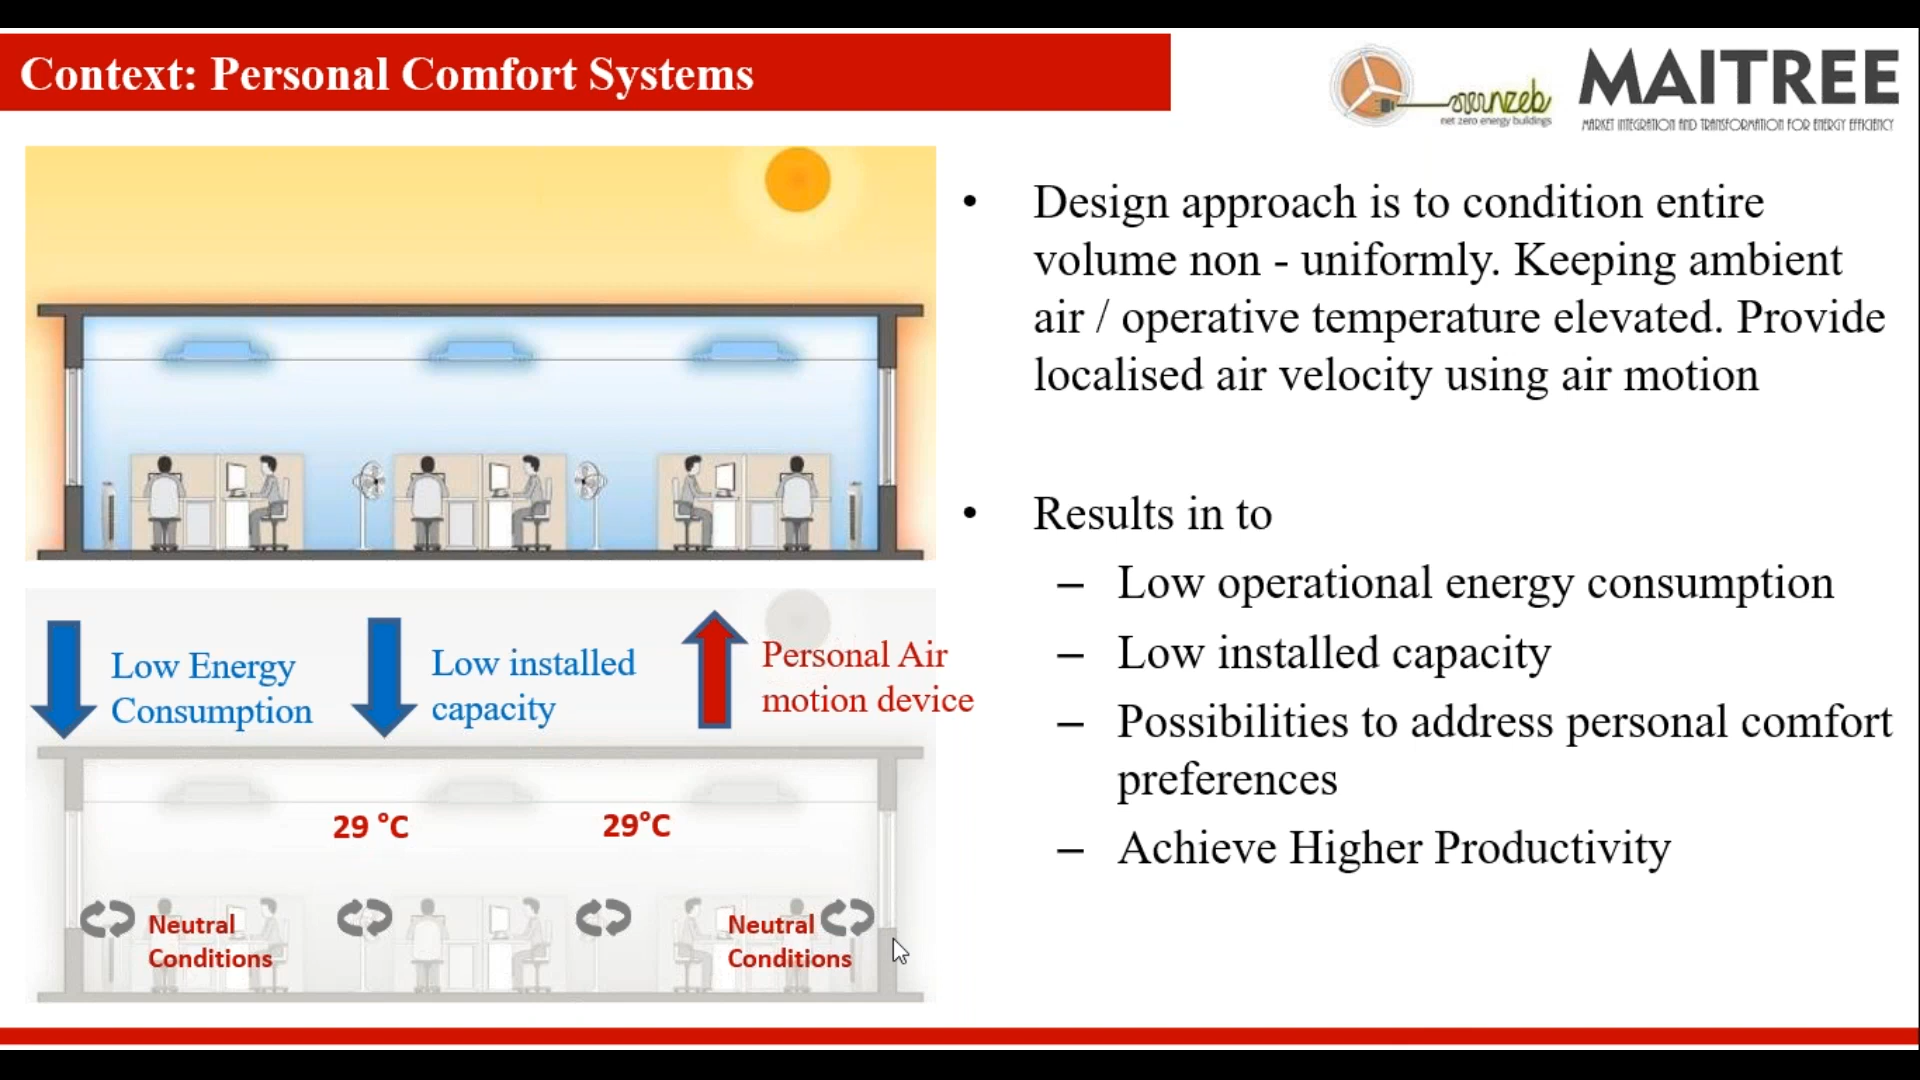 Context: Personal Comfort Systems
nzeb
net zero energy buildings
MAITREE
MARKET INTEGRATION AND TRANSFORMATION FOR ENERGY EFFICIENCY
• Design approach is to condition entire
volume non - uniformly. Keeping ambient
air / operative temperature elevated. Provide
localised air velocity using air motion
• Results in to
– Low operational energy consumption
– Low installed capacity
– Possibilities to address personal comfort
preferences
– Achieve Higher Productivity
Low Energy
Consumption
Low installed
capacity
Personal Air
motion device
29 °C
29°C
Neutral
Conditions
Neutral
Conditions